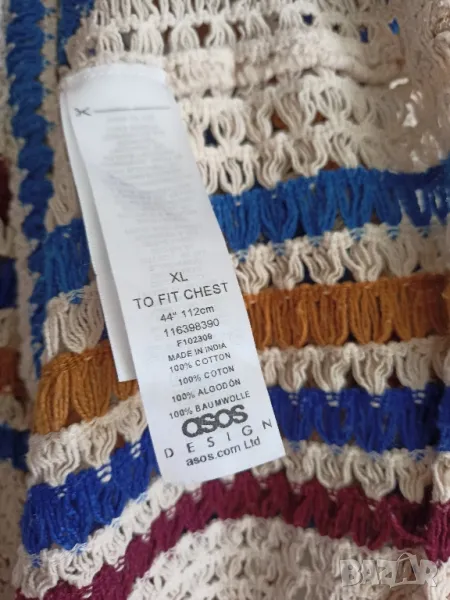 XL
TO FIT CHEST
44" 112cm
116398390
F102309
MADE IN INDIA
100% COTTON
100% COTON
100% ALGODÓN
100% BAUMWOLLE
asos
DESIGN
asos.com Ltd
BAZAR